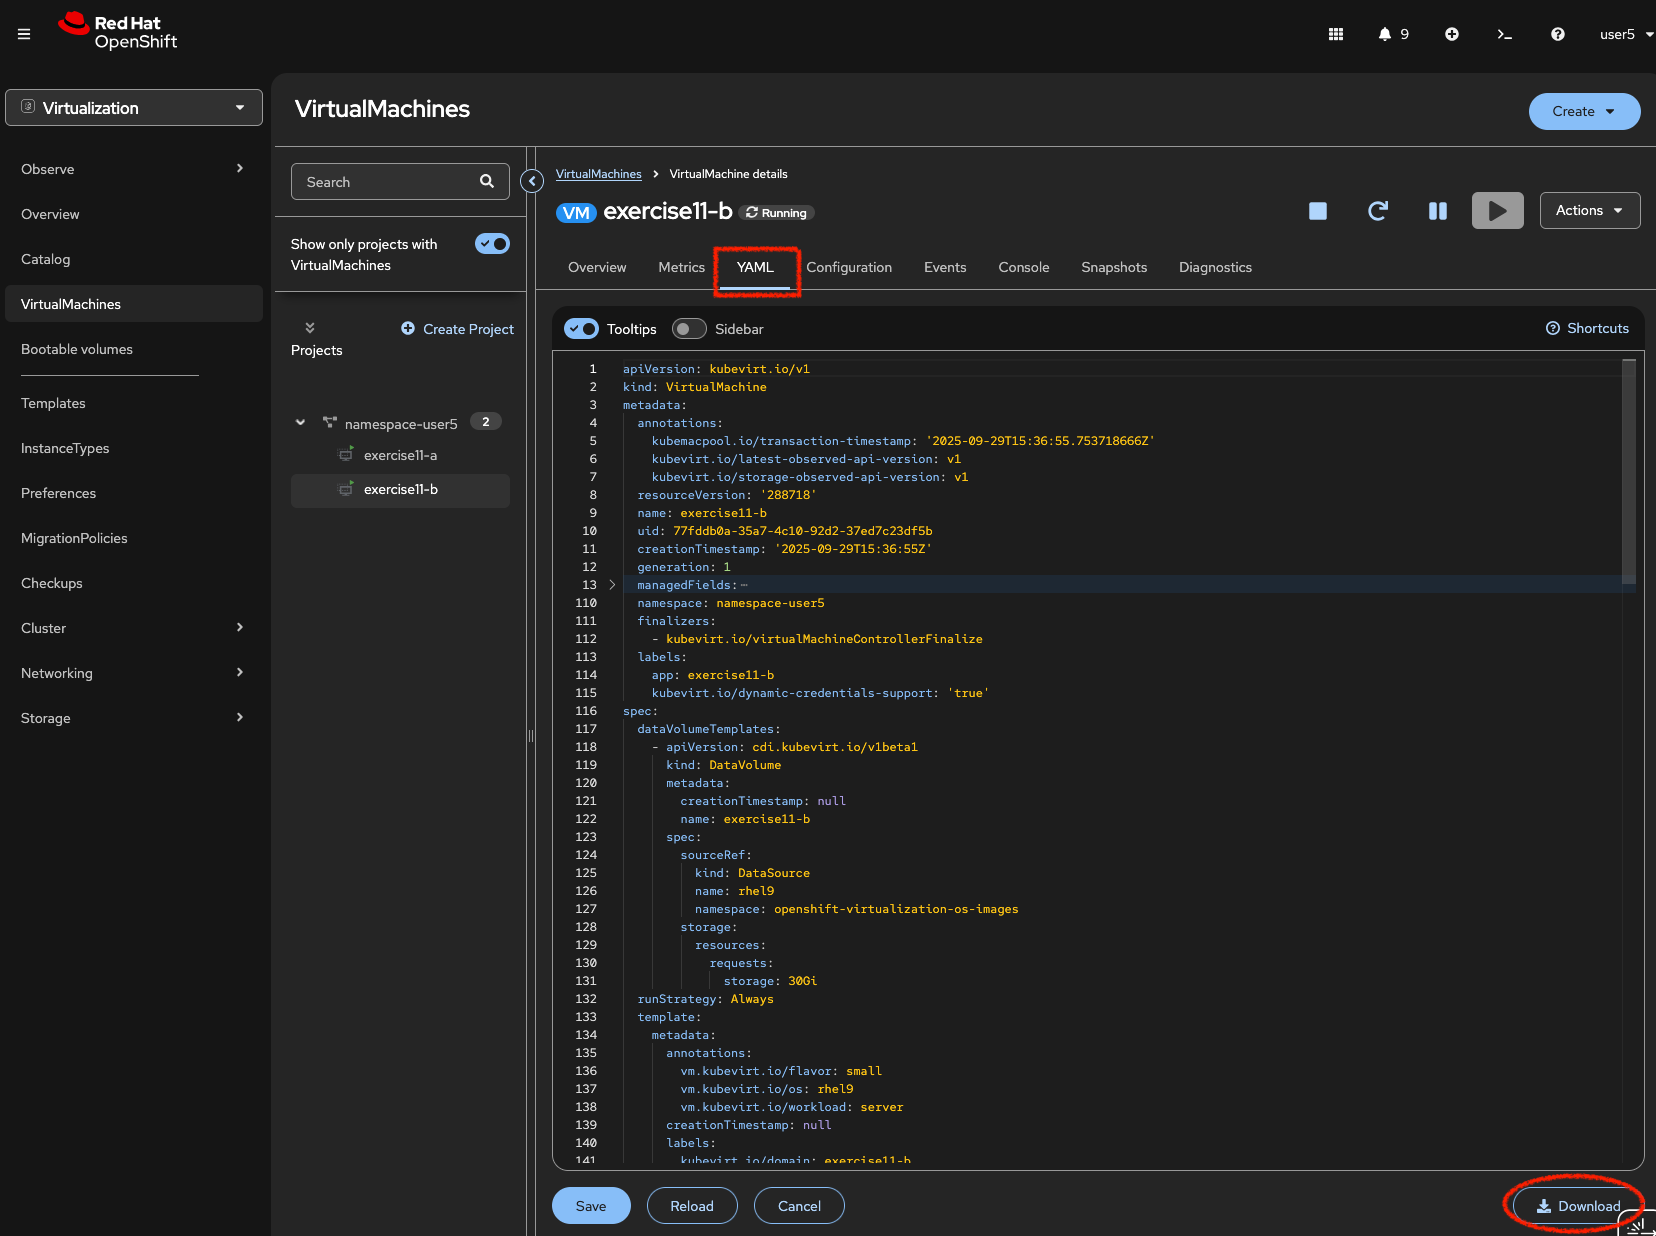 Red Hat
OpenShift
9
user5
Virtualization
Observe
Overview
Catalog
VirtualMachines
Bootable volumes
Templates
InstanceTypes
Preferences
MigrationPolicies
Checkups
Cluster
Networking
Storage
VirtualMachines
Create
Search
Show only projects with
VirtualMachines
Create Project
Projects
namespace-user5 2
exercise11-a
exercise11-b
VirtualMachines > VirtualMachine details
VM exercise11-b Running
Actions
Overview Metrics YAML Configuration Events Console Snapshots Diagnostics
Tooltips Sidebar Shortcuts
1 apiVersion: kubevirt.io/v1
2 kind: VirtualMachine
3 metadata:
4 annotations:
5 kubemacpool.io/transaction-timestamp: '2025-09-29T15:36:55.753718666Z'
6 kubevirt.io/latest-observed-api-version: v1
7 kubevirt.io/storage-observed-api-version: v1
8 resourceVersion: '288718'
9 name: exercise11-b
10 uid: 77fddb0a-35a7-4c10-92d2-37ed7c23df5b
11 creationTimestamp: '2025-09-29T15:36:55Z'
12 generation: 1
13 managedFields:⋯
110 namespace: namespace-user5
111 finalizers:
112 - kubevirt.io/virtualMachineControllerFinalize
113 labels:
114 app: exercise11-b
115 kubevirt.io/dynamic-credentials-support: 'true'
116 spec:
117 dataVolumeTemplates:
118 - apiVersion: cdi.kubevirt.io/v1beta1
119 kind: DataVolume
120 metadata:
121 creationTimestamp: null
122 name: exercise11-b
123 spec:
124 sourceRef:
125 kind: DataSource
126 name: rhel9
127 namespace: openshift-virtualization-os-images
128 storage:
129 resources:
130 requests:
131 storage: 30Gi
132 runStrategy: Always
133 template:
134 metadata:
135 annotations:
136 vm.kubevirt.io/flavor: small
137 vm.kubevirt.io/os: rhel9
138 vm.kubevirt.io/workload: server
139 creationTimestamp: null
140 labels:
141 kubevirt.io/domain: exercise11-b
Save Reload Cancel Download